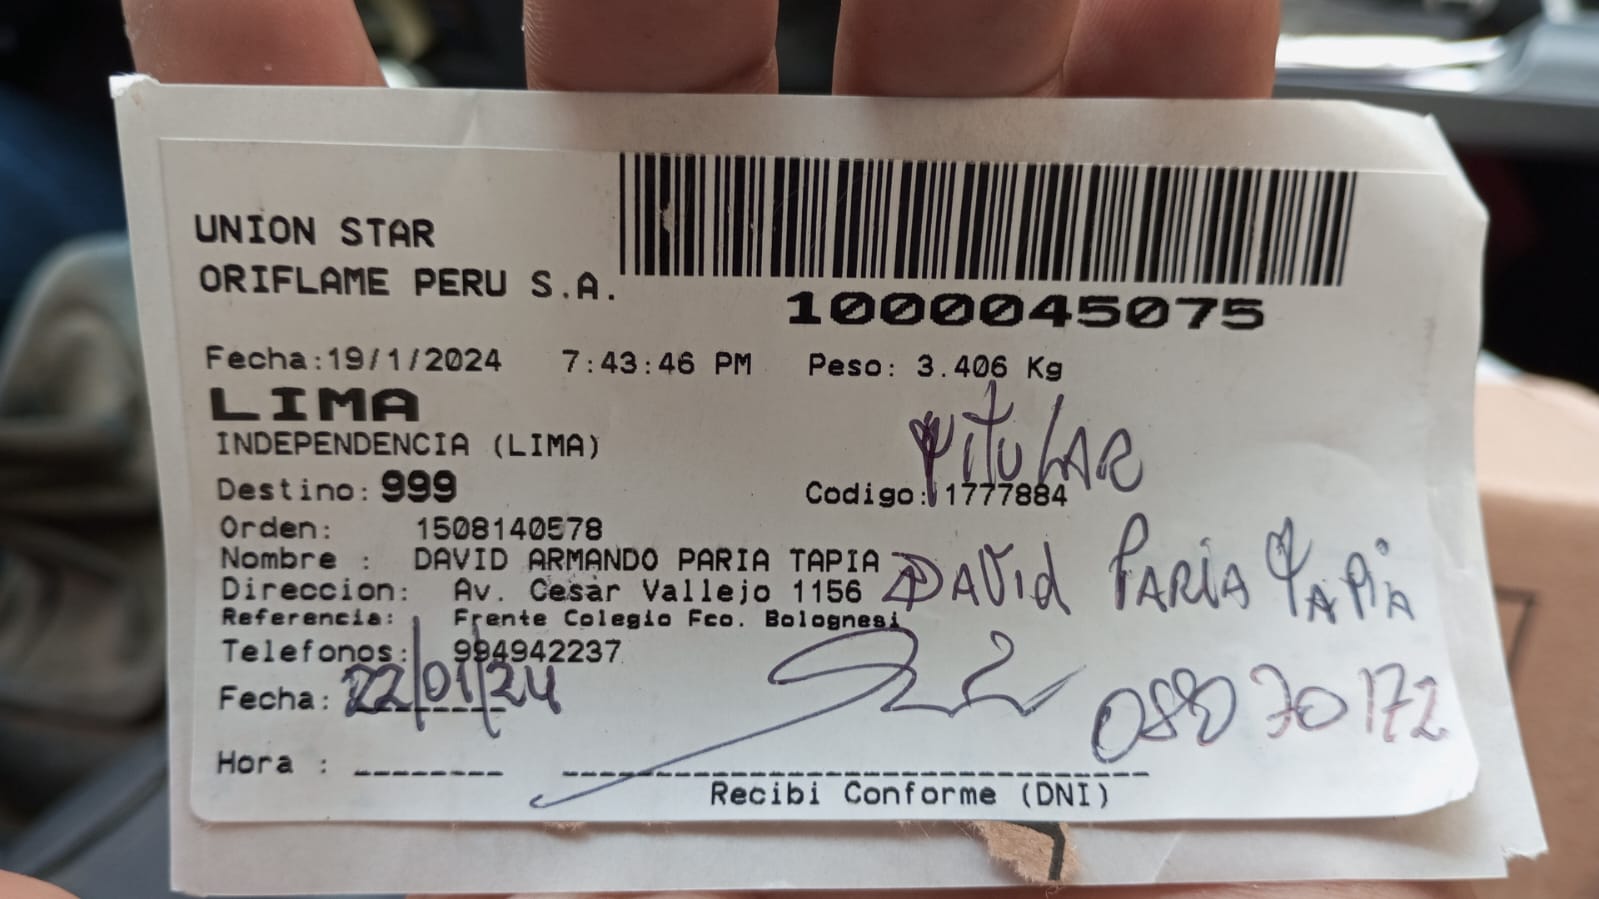 UNION STAR
ORIFLAME PERU S.A.
1000045075
Fecha:19/1/2024 7:43:46 PM Peso: 3.406 Kg
LIMA
INDEPENDENCIA (LIMA)
TITULAR
Destino: 999 Codigo: 1777884
Orden: 1508140578
Nombre : DAVID ARMANDO PARIA TAPIA
DAVid PARIA TAPiA
Direccion: Av. Cesar Vallejo 1156
Referencia: Frente Colegio Fco. Bolognesi
Telefonos: 994942237
Fecha: 22/01/24
08870172
Hora :
Recibi Conforme (DNI)